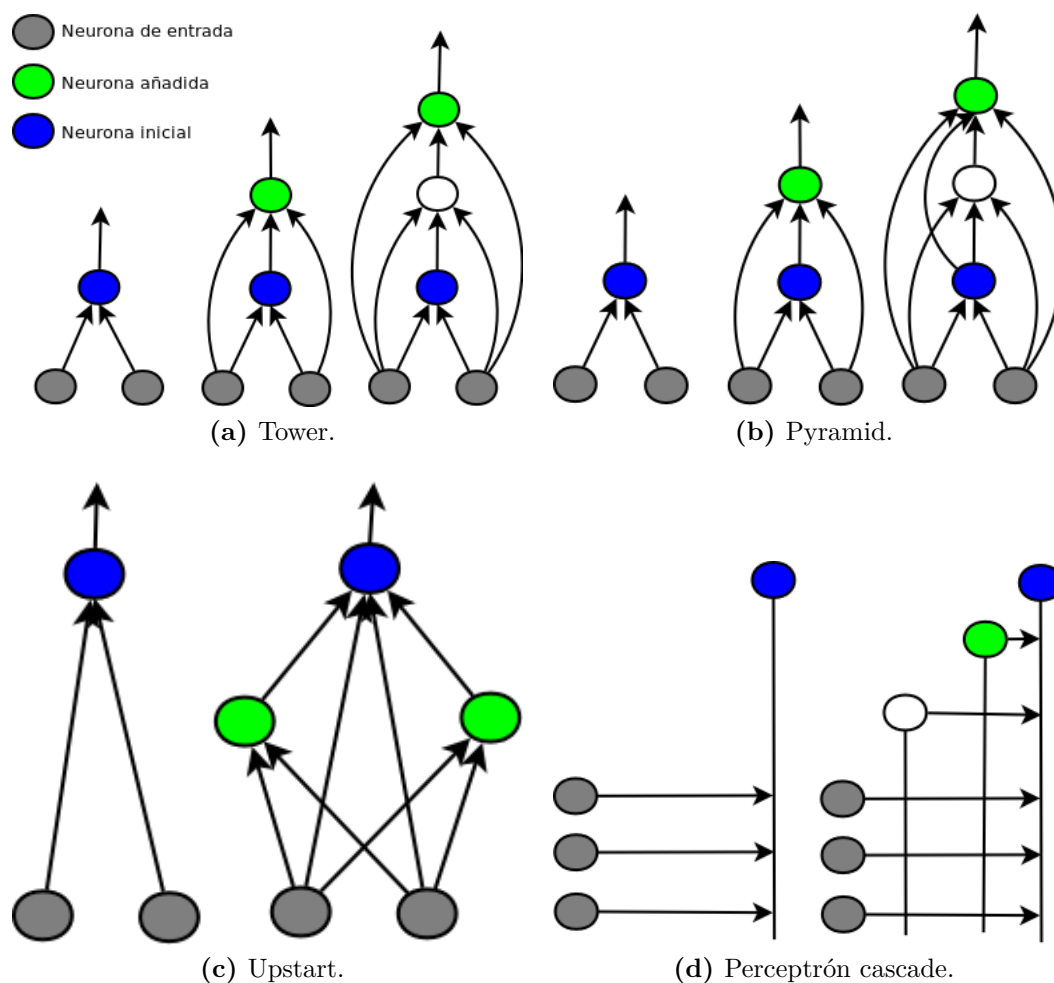 Neurona de entrada
Neurona añadida
Neurona inicial
(a) Tower.
(b) Pyramid.
(c) Upstart.
(d) Perceptrón cascade.